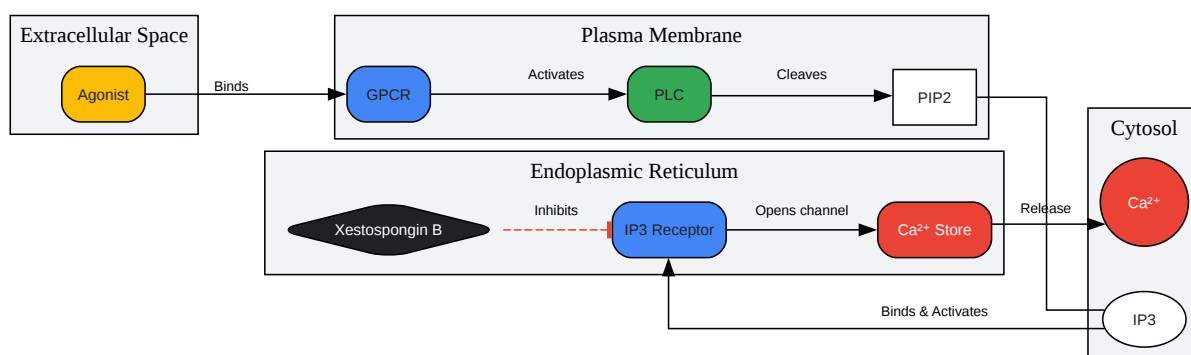 Extracellular Space
Agonist
Binds
Plasma Membrane
GPCR
Activates
PLC
Cleaves
PIP2
Endoplasmic Reticulum
Xestospongin B
Inhibits
IP3 Receptor
Opens channel
Ca²⁺ Store
Release
Cytosol
Ca²⁺
Binds & Activates
IP3